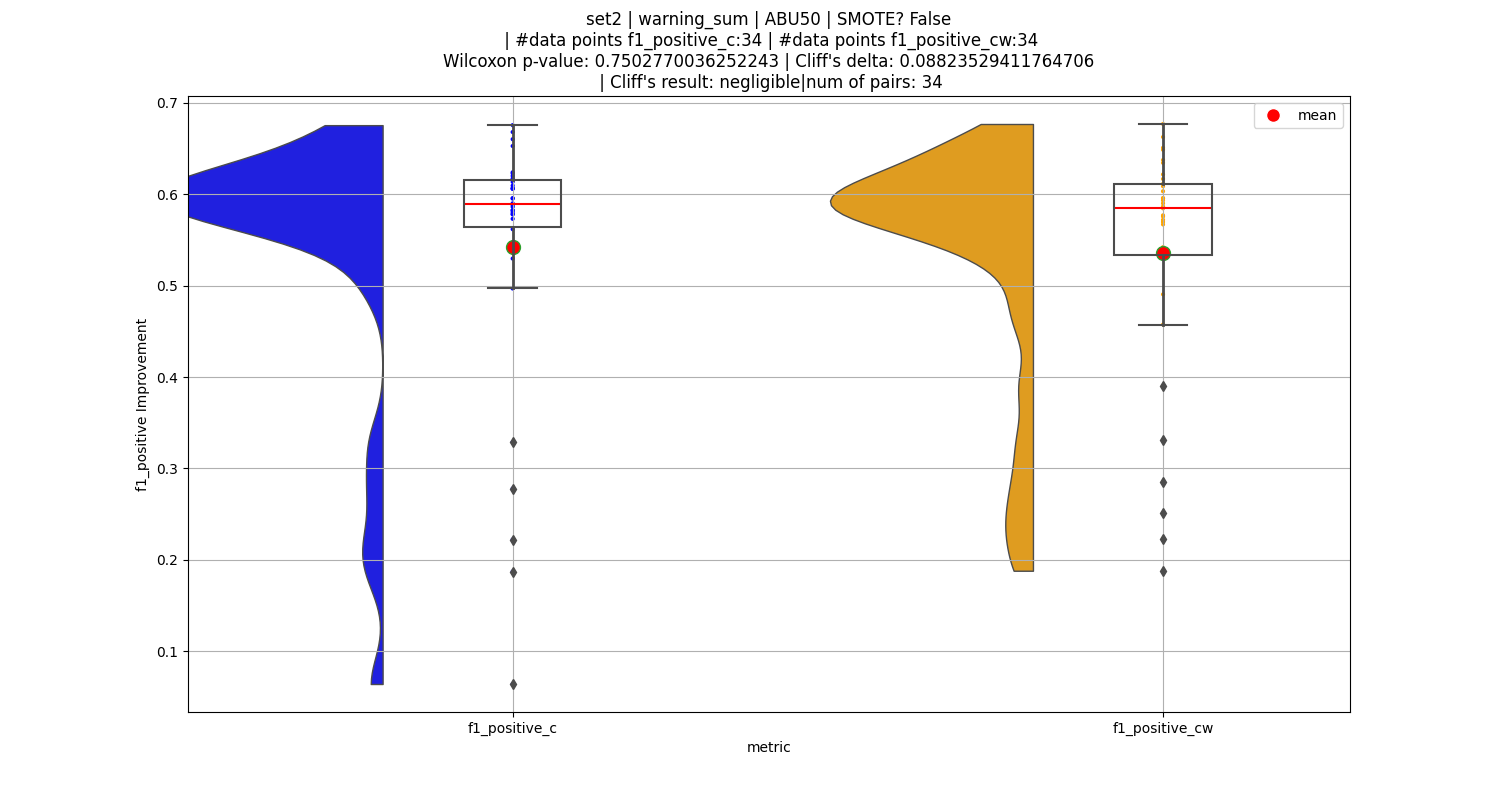 set2 | warning_sum | ABU50 | SMOTE? False
| #data points f1_positive_c:34 | #data points f1_positive_cw:34
Wilcoxon p-value: 0.7502770036252243 | Cliff's delta: 0.08823529411764706
| Cliff's result: negligible|num of pairs: 34
mean
0.7
0.6
0.5
0.4
0.3
0.2
0.1
f1_positive Improvement
f1_positive_c
f1_positive_cw
metric